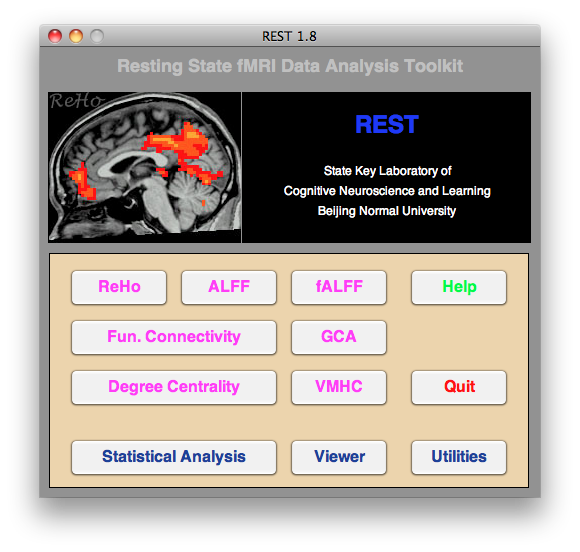 REST 1.8
Resting State fMRI Data Analysis Toolkit
ReHo
REST
State Key Laboratory of
Cognitive Neuroscience and Learning
Beijing Normal University
ReHo ALFF fALFF Help
Fun. Connectivity GCA
Degree Centrality VMHC Quit
Statistical Analysis Viewer Utilities